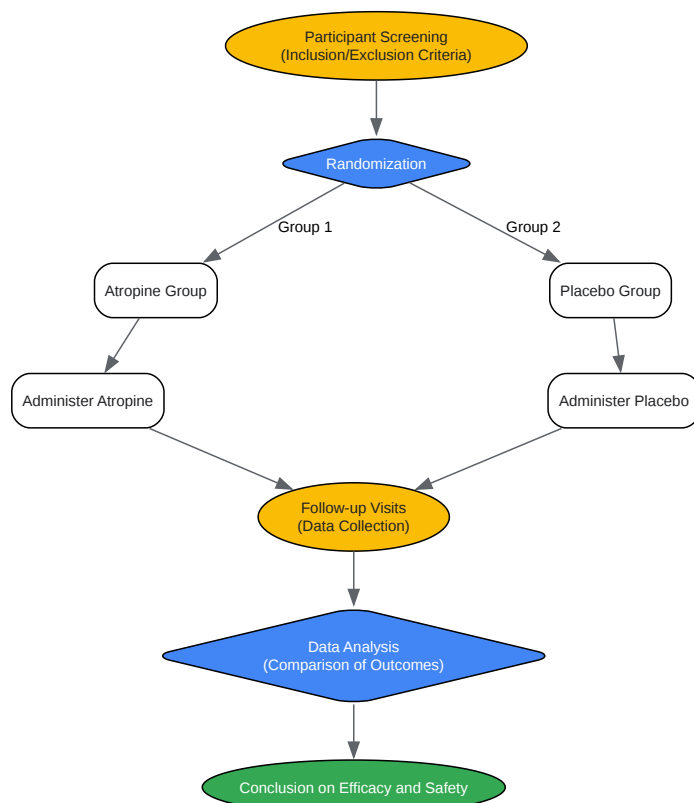 Participant Screening
(Inclusion/Exclusion Criteria)
Randomization
Group 1
Group 2
Atropine Group
Placebo Group
Administer Atropine
Administer Placebo
Follow-up Visits
(Data Collection)
Data Analysis
(Comparison of Outcomes)
Conclusion on Efficacy and Safety